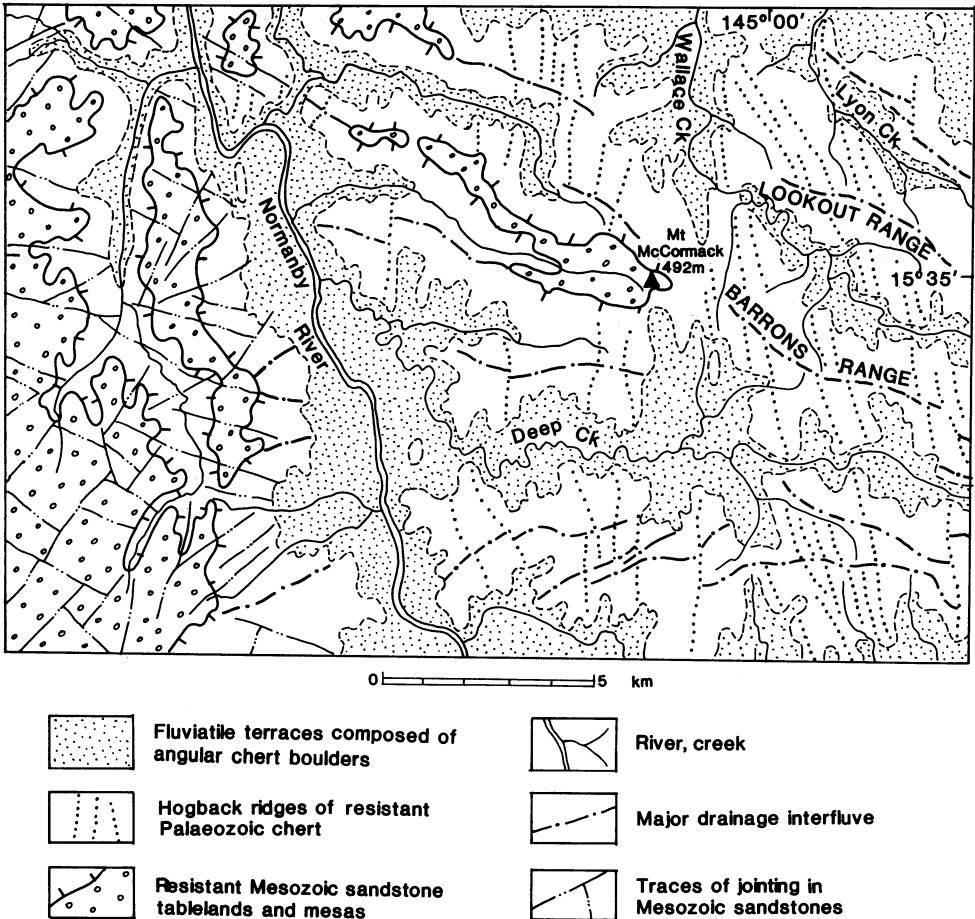 145° 00'
Wallace Ck
Lyon Ck
LOOKOUT RANGE
Normanby
River
Mt
McCormack
492m
15° 35'
BARRONS
RANGE
Deep Ck
0 5 km
Fluviatile terraces composed of
angular chert boulders
Hogback ridges of resistant
Palaeozoic chert
Resistant Mesozoic sandstone
tablelands and mesas
River, creek
Major drainage interfluve
Traces of jointing in
Mesozoic sandstones